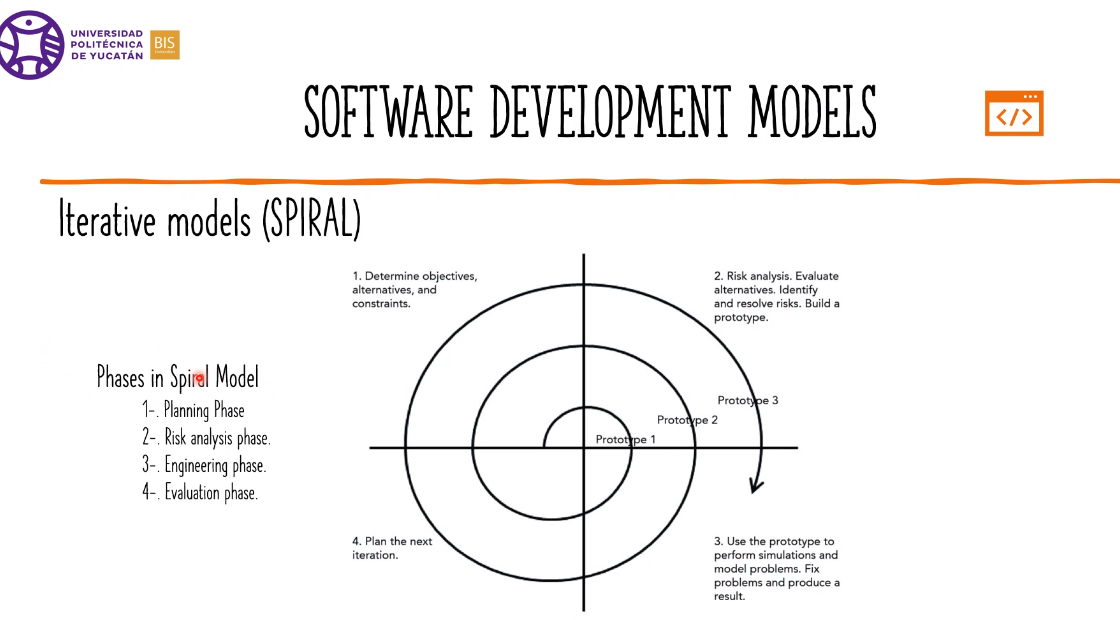 UNIVERSIDAD
POLITÉCNICA
DE YUCATÁN
BIS
SOFTWARE DEVELOPMENT MODELS
</>
Iterative models (SPIRAL)
Phases in Spiral Model
1-. Planning Phase
2-. Risk analysis phase.
3-. Engineering phase.
4-. Evaluation phase.
1. Determine objectives,
alternatives, and
constraints.
2. Risk analysis. Evaluate
alternatives. Identify
and resolve risks. Build a
prototype.
Prototype 3
Prototype 2
Prototype 1
4. Plan the next
iteration.
3. Use the prototype to
perform simulations and
model problems. Fix
problems and produce a
result.